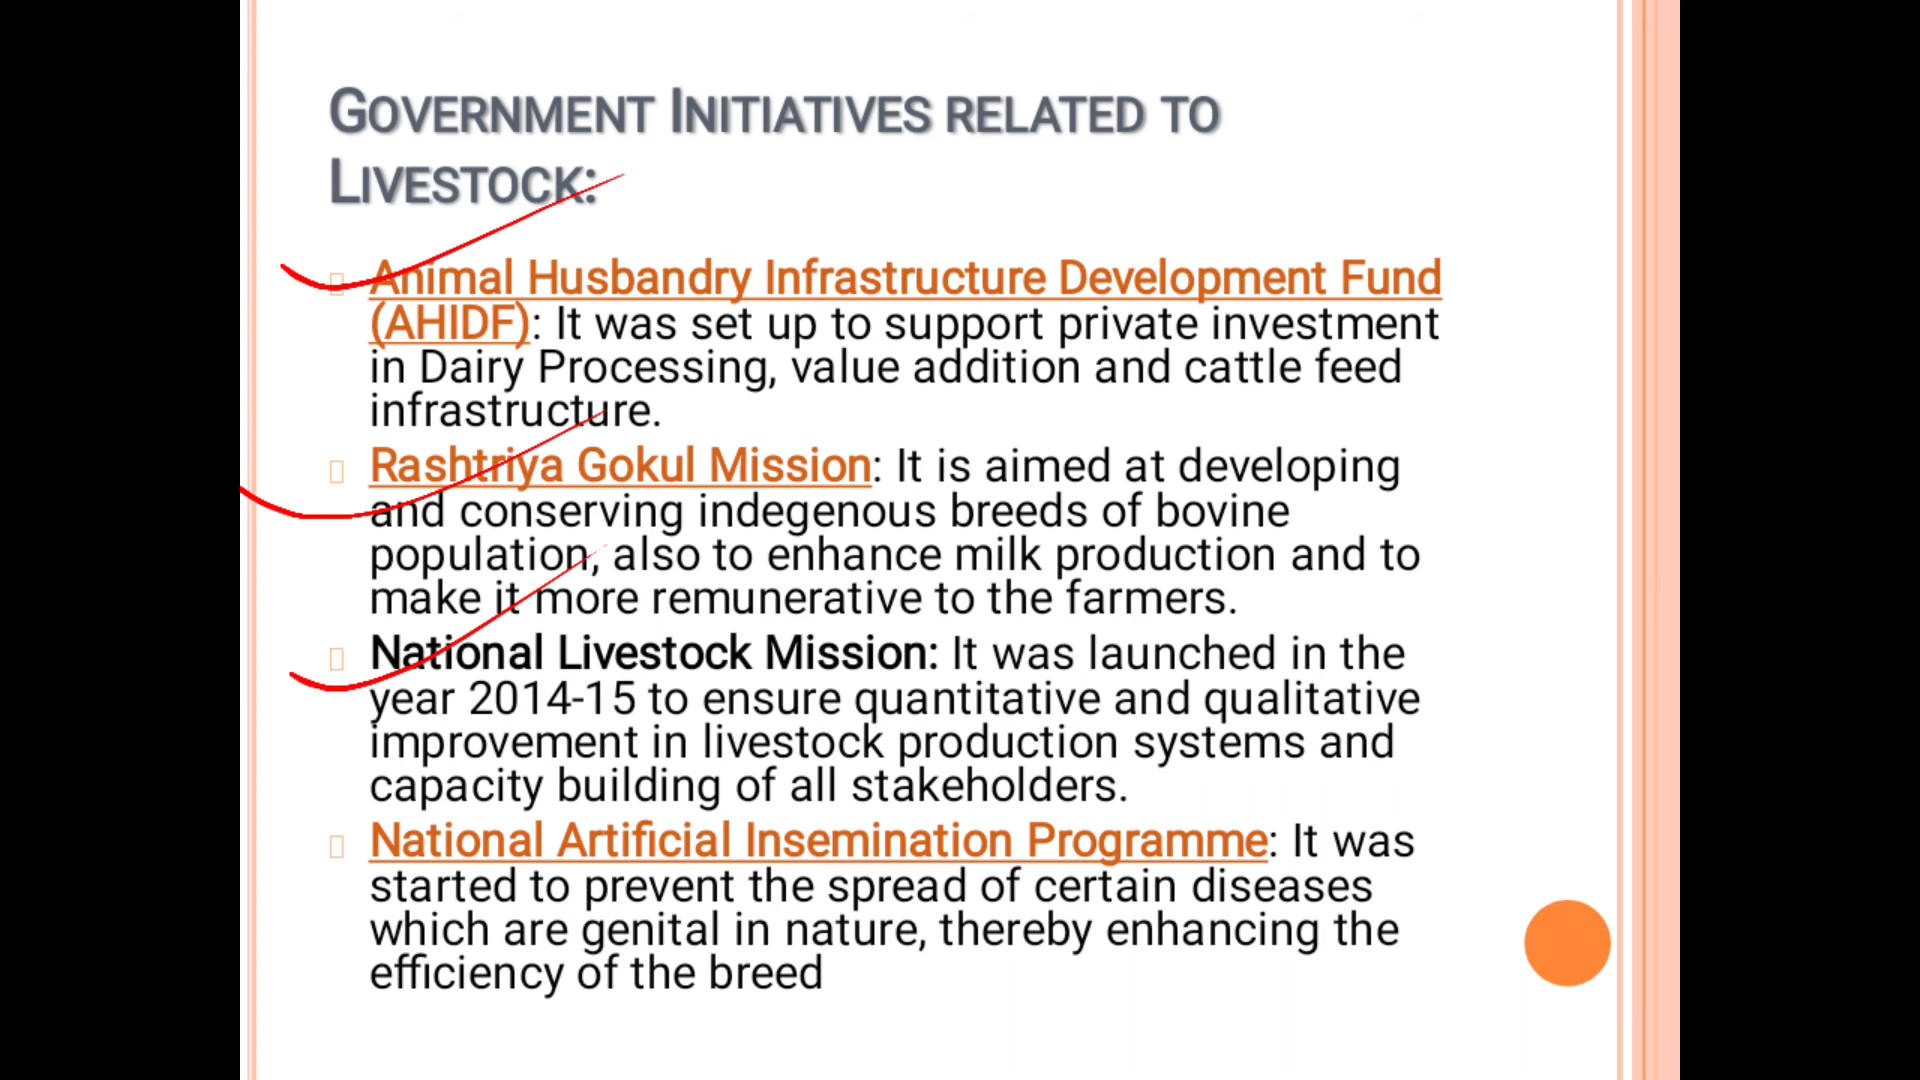 GOVERNMENT INITIATIVES RELATED TO
LIVESTOCK:
Animal Husbandry Infrastructure Development Fund
(AHIDF): It was set up to support private investment
in Dairy Processing, value addition and cattle feed
infrastructure.
Rashtriya Gokul Mission: It is aimed at developing
and conserving indegenous breeds of bovine
population, also to enhance milk production and to
make it more remunerative to the farmers.
National Livestock Mission: It was launched in the
year 2014-15 to ensure quantitative and qualitative
improvement in livestock production systems and
capacity building of all stakeholders.
National Artificial Insemination Programme: It was
started to prevent the spread of certain diseases
which are genital in nature, thereby enhancing the
efficiency of the breed